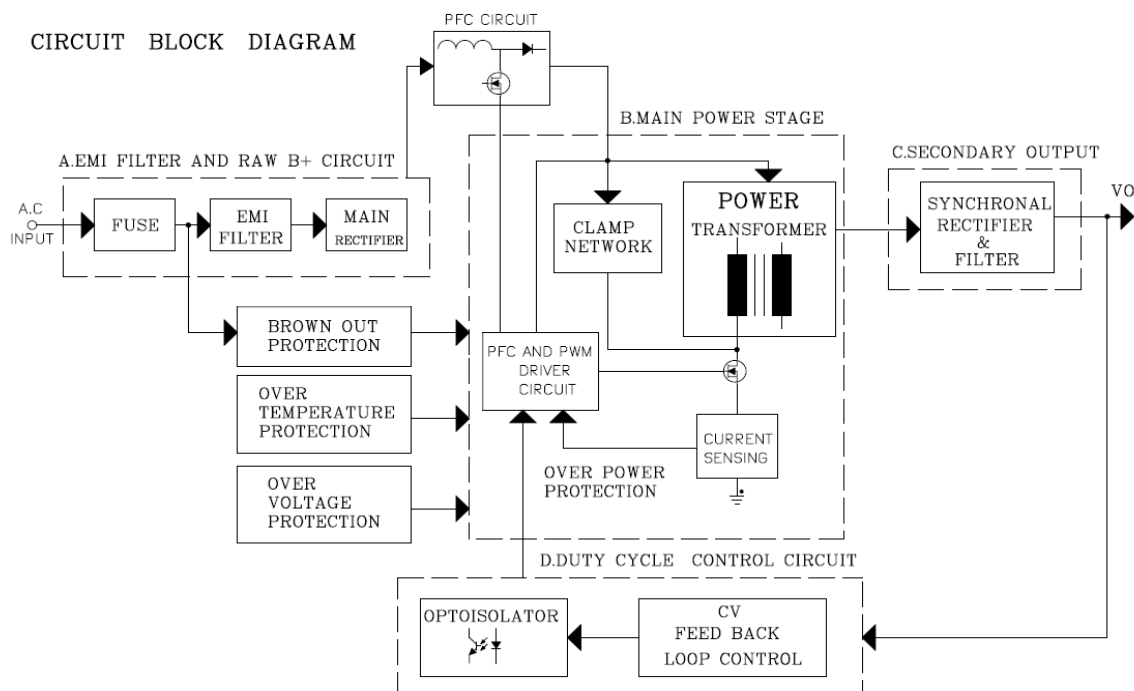 PFC CIRCUIT
CIRCUIT BLOCK DIAGRAM
B.MAIN POWER STAGE
A.EMI FILTER AND RAW B+ CIRCUIT
C.SECONDARY OUTPUT
A.C
INPUT
FUSE
EMI
FILTER
MAIN
RECTIFIER
CLAMP
NETWORK
POWER
TRANSFORMER
SYNCHRONAL
RECTIFIER
&
FILTER
VO
BROWN OUT
PROTECTION
PFC AND PWM
DRIVER
CIRCUIT
OVER
TEMPERATURE
PROTECTION
CURRENT
SENSING
OVER POWER
PROTECTION
OVER
VOLTAGE
PROTECTION
D.DUTY CYCLE CONTROL CIRCUIT
OPTOISOLATOR
CV
FEED BACK
LOOP CONTROL